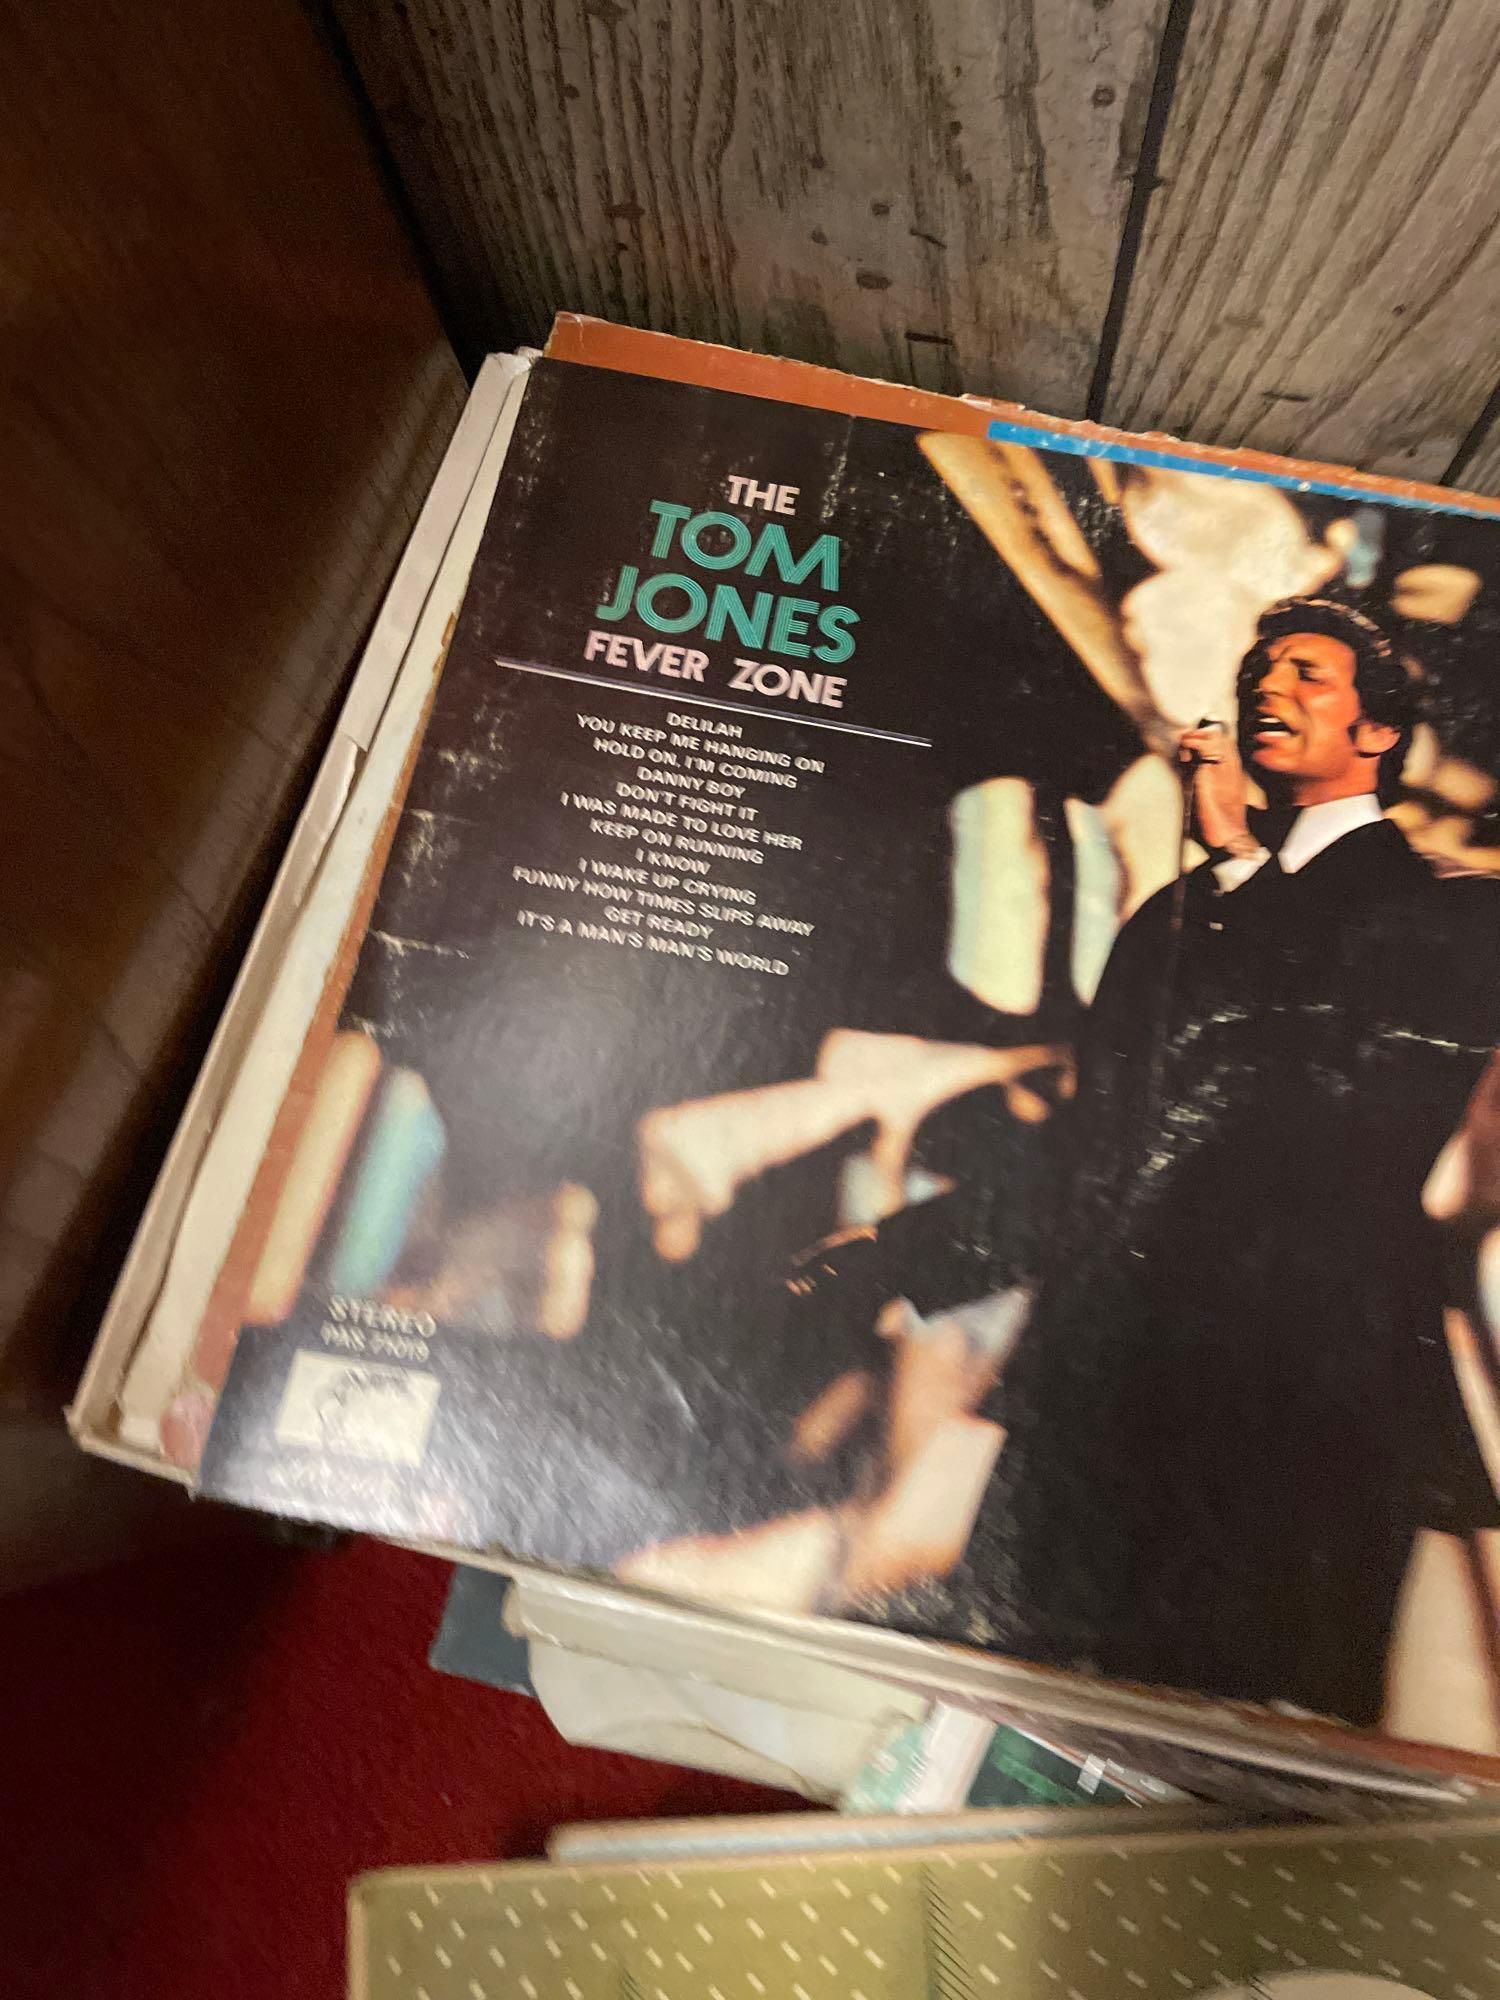 THE
TOM
JONES
FEVER ZONE
DELILAH
YOU KEEP ME HANGING ON
HOLD ON, I'M COMING
DANNY BOY
DON'T FIGHT IT
I WAS MADE TO LOVE HER
KEEP ON RUNNING
I KNOW
I WAKE UP CRYING
FUNNY HOW TIMES SLIPS AWAY
GET READY
IT'S A MAN'S MAN'S WORLD
STEREO
PAS 71019